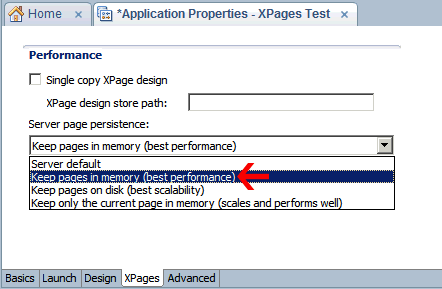 Home
*Application Properties - XPages Test
Performance
Single copy XPage design
XPage design store path:
Server page persistence:
Keep pages in memory (best performance)
Server default
Keep pages in memory (best performance)
Keep pages on disk (best scalability)
Keep only the current page in memory (scales and performs well)
Basics Launch Design XPages Advanced